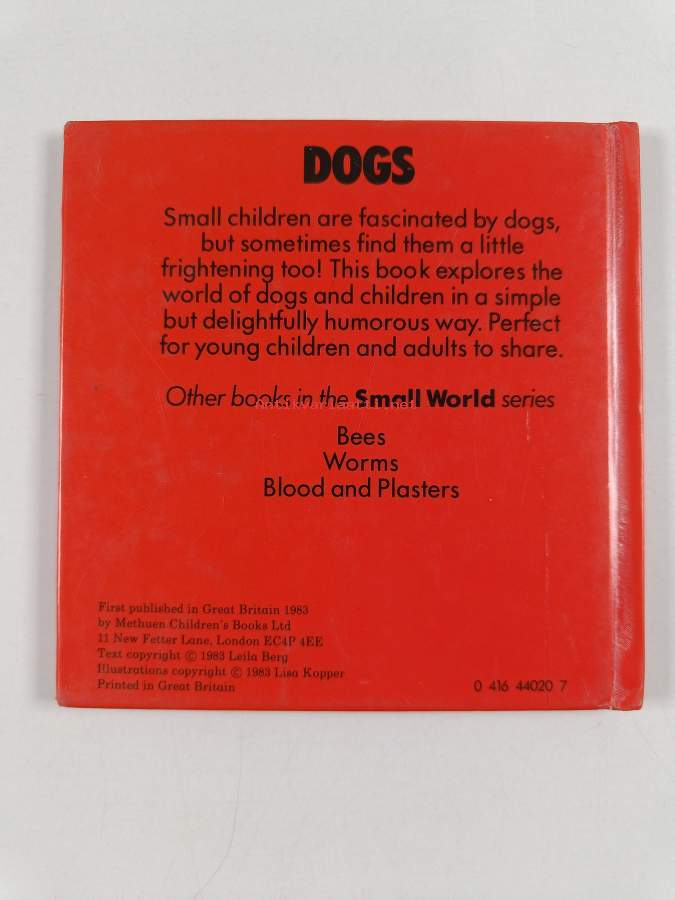 DOGS
Small children are fascinated by dogs,
but sometimes find them a little
frightening too! This book explores the
world of dogs and children in a simple
but delightfully humorous way. Perfect
for young children and adults to share.
Other books in the Small World series
Bees
Worms
Blood and Plasters
First published in Great Britain 1983
by Methuen Children's Books Ltd
11 New Fetter Lane, London EC4P 4EE
Text copyright © 1983 Leila Berg
Illustrations copyright © 1983 Lisa Kopper
Printed in Great Britain
0 416 44020 7